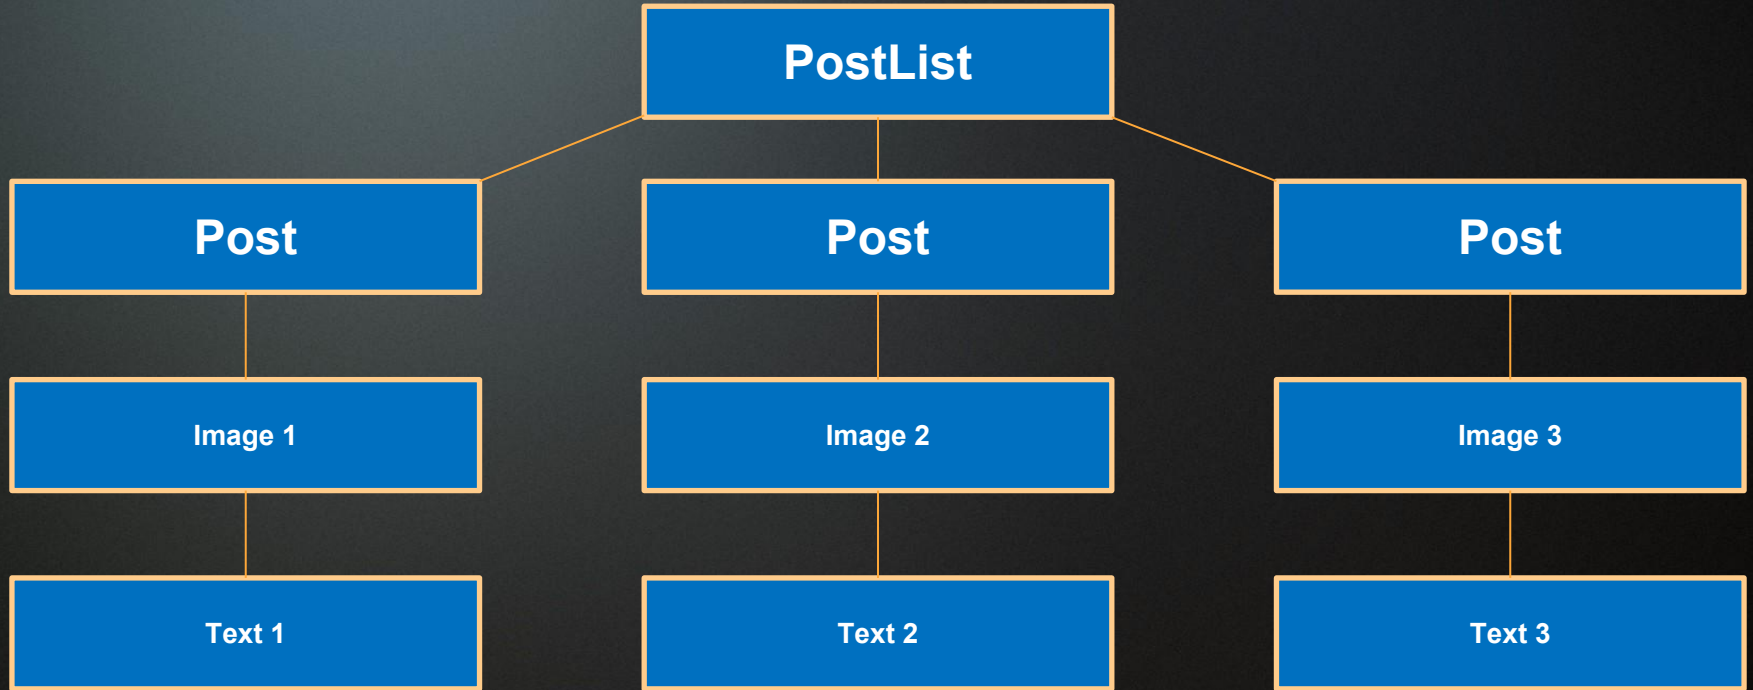 PostList
Post
Post
Post
Image 1
Image 2
Image 3
Text 1
Text 2
Text 3